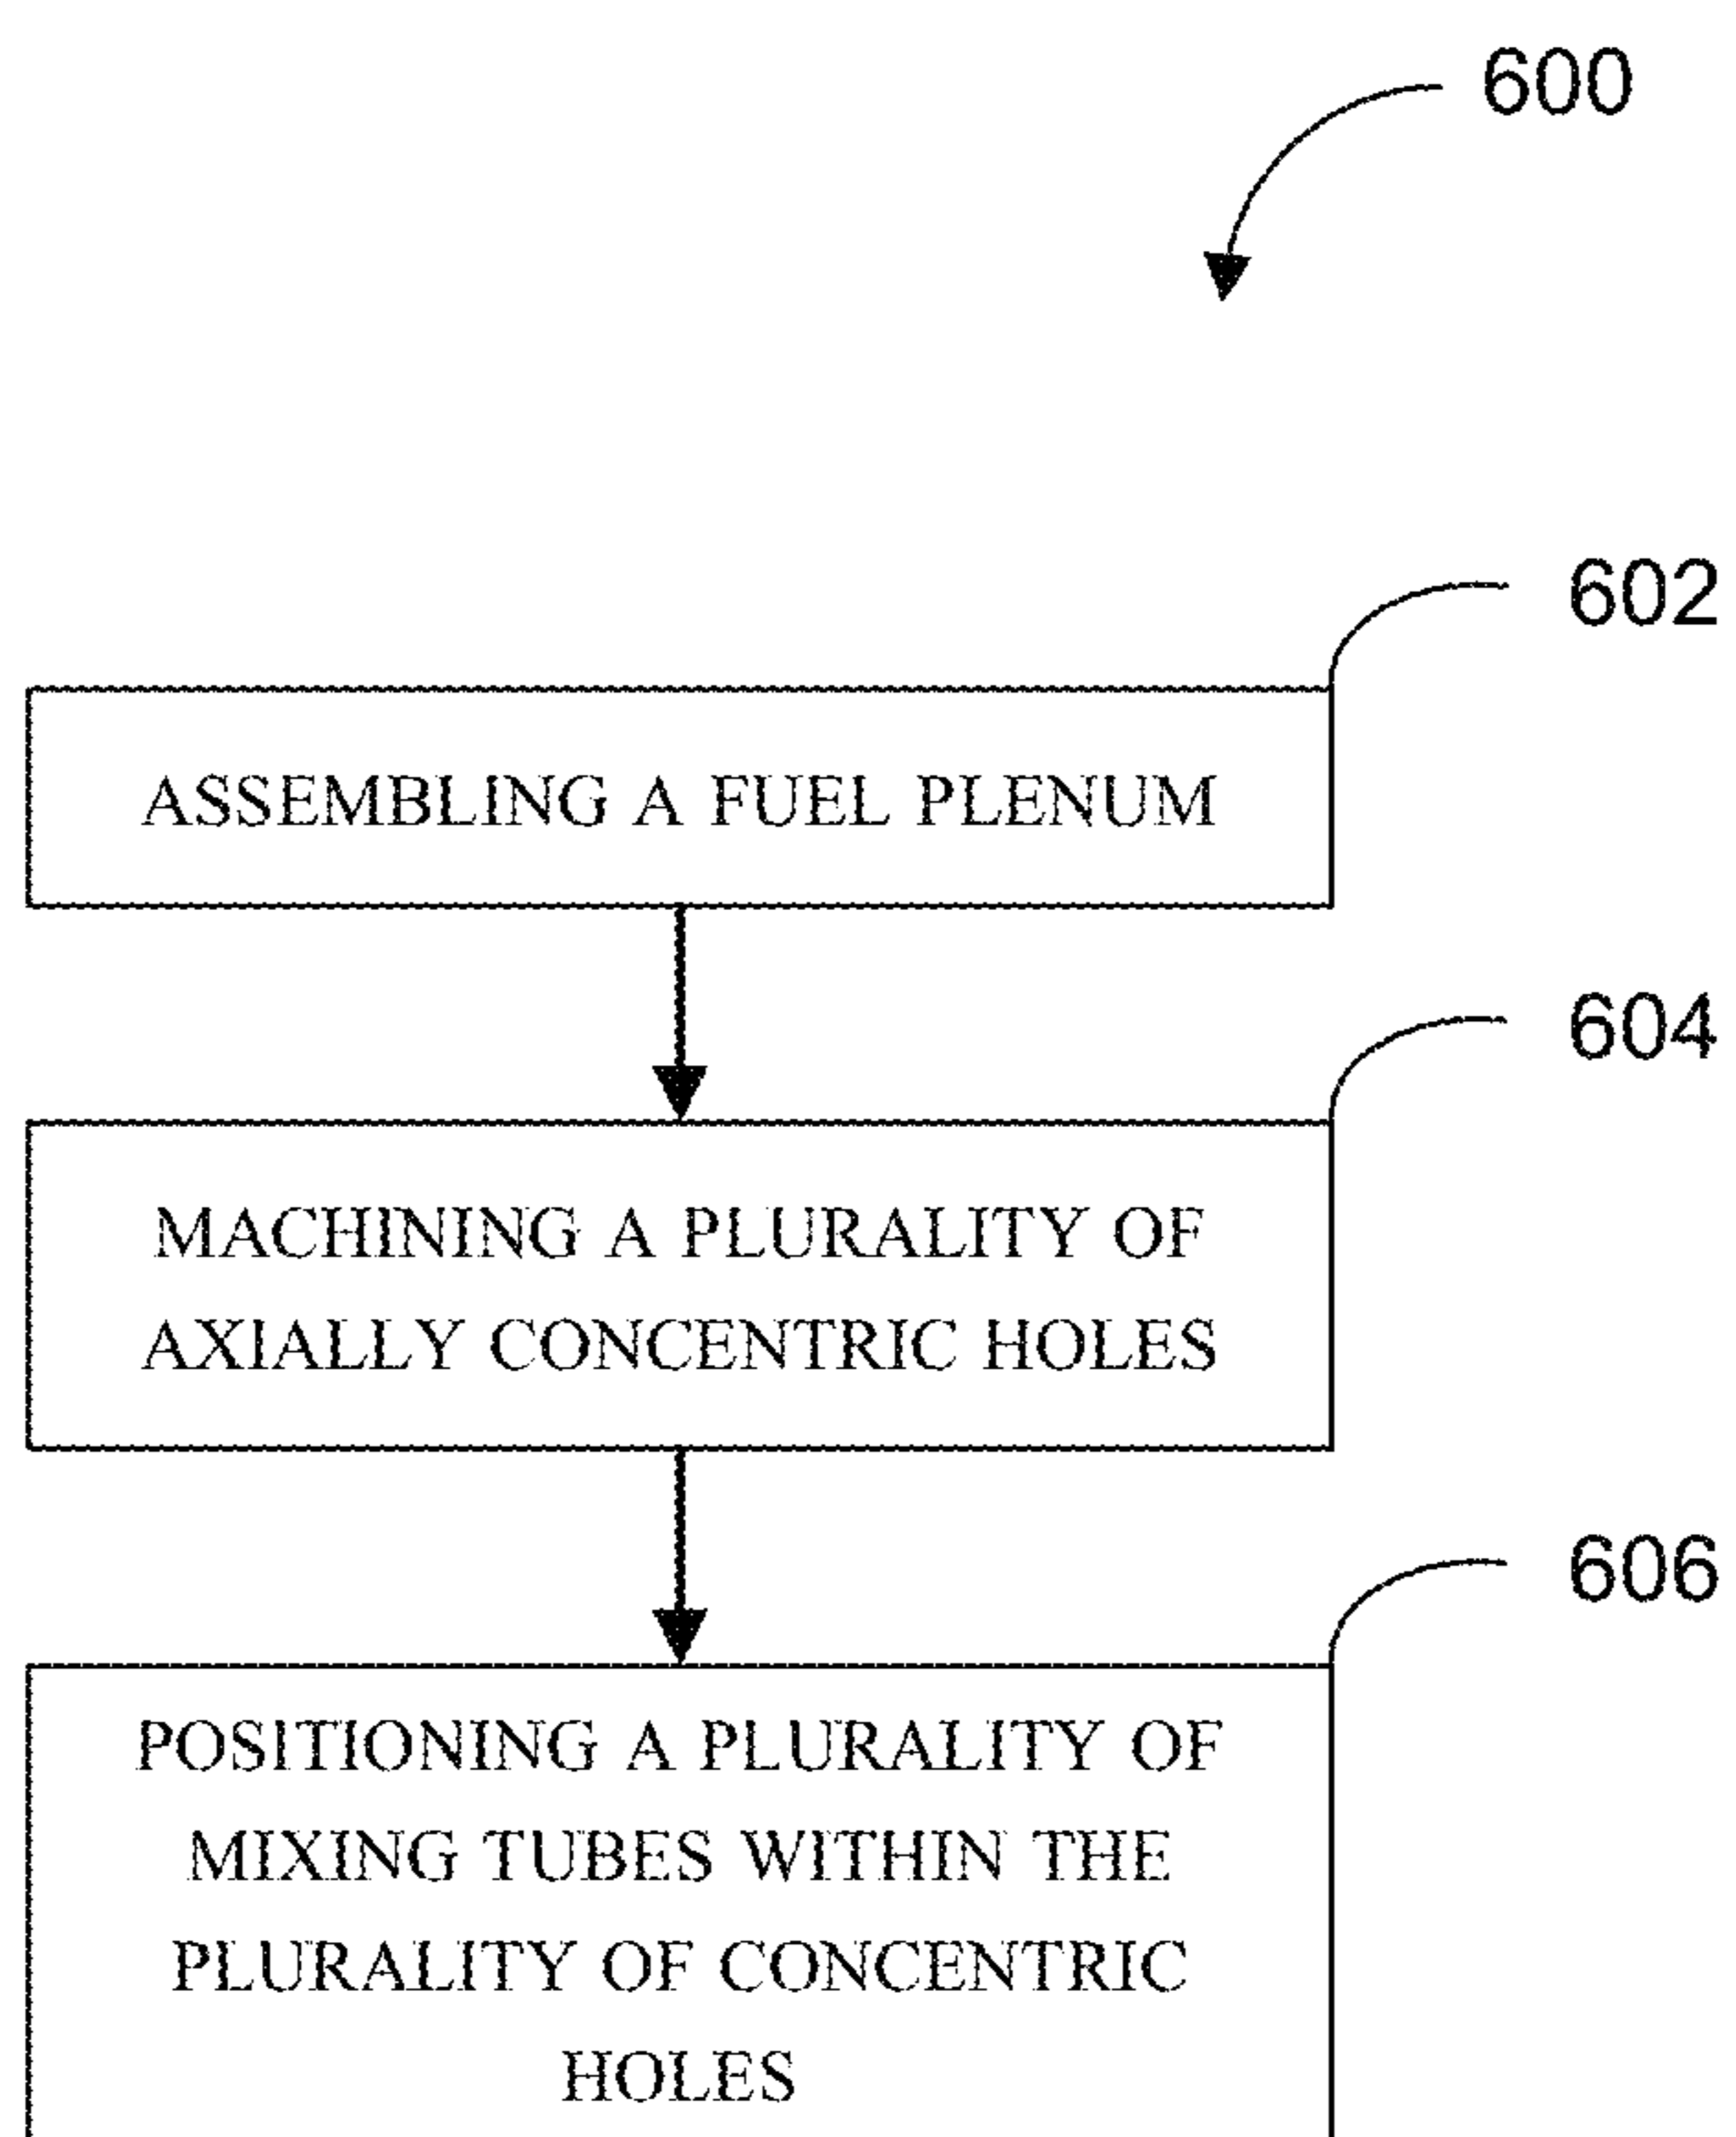 600
602
ASSEMBLING A FUEL PLENUM
604
MACHINING A PLURALITY OF
AXIALLY CONCENTRIC HOLES
606
POSITIONING A PLURALITY OF
MIXING TUBES WITHIN THE
PLURALITY OF CONCENTRIC
HOLES